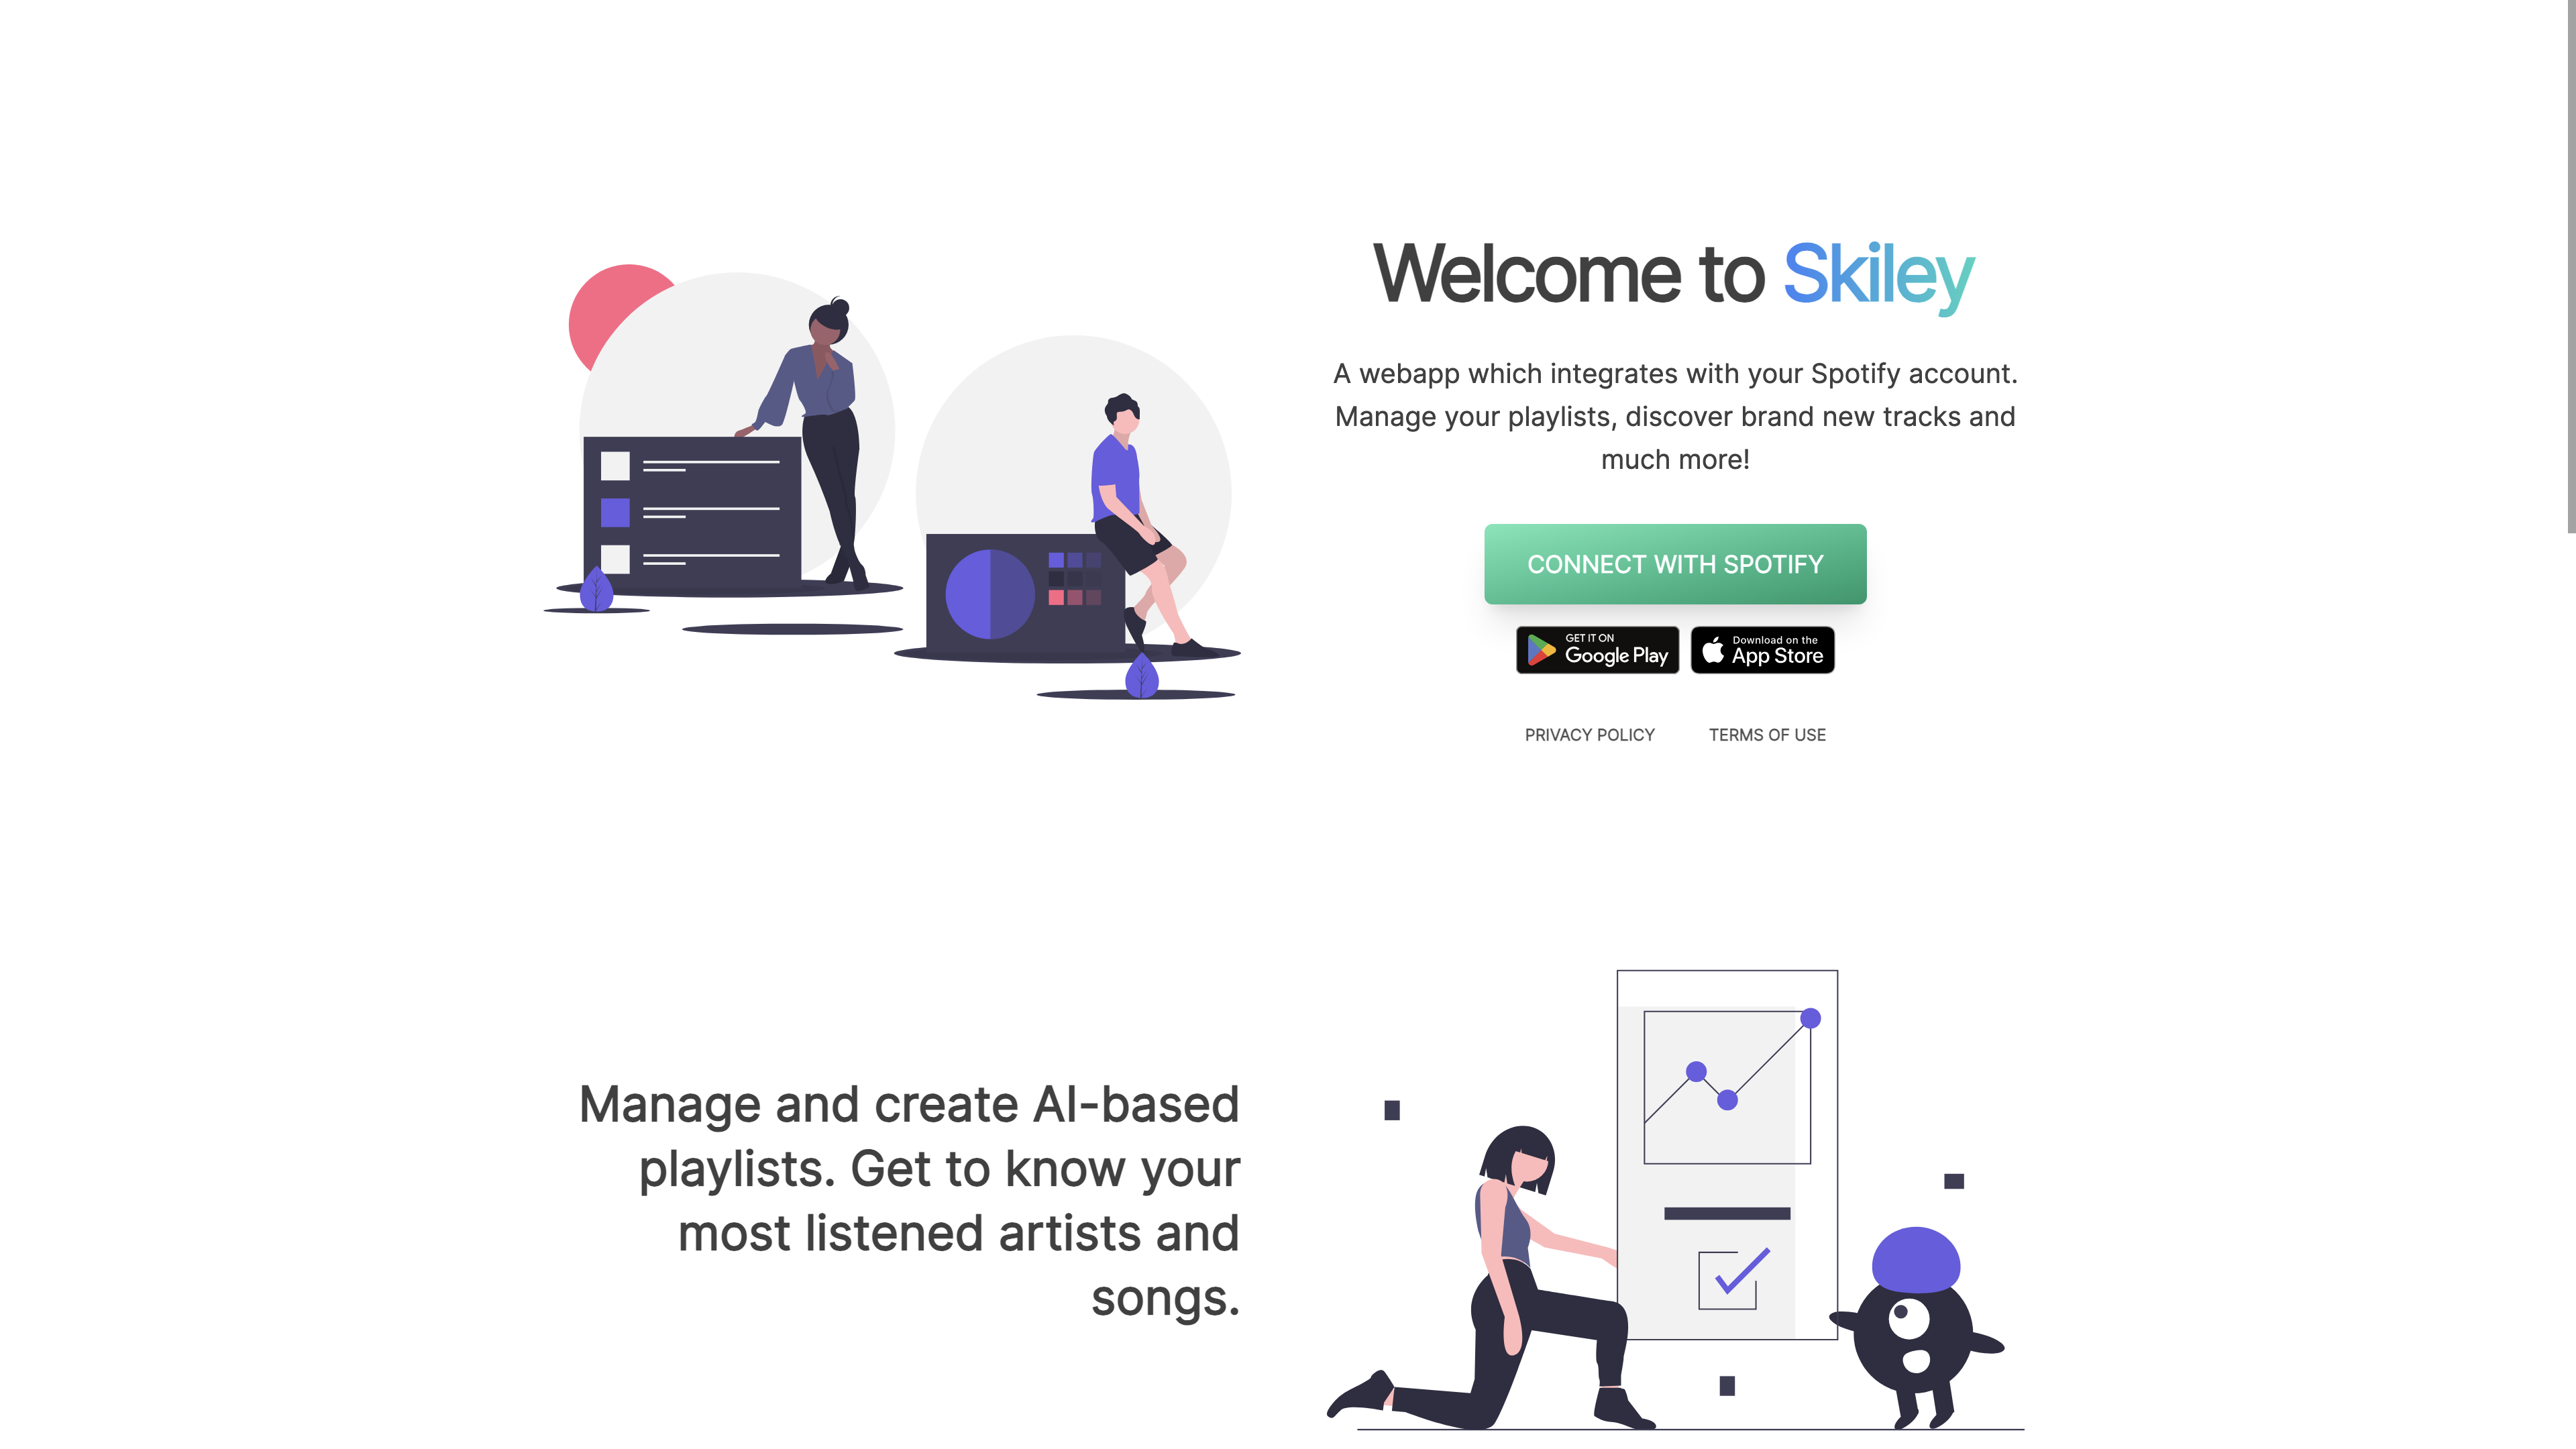 Welcome to Skiley
A webapp which integrates with your Spotify account.
Manage your playlists, discover brand new tracks and
much more!
CONNECT WITH SPOTIFY
GET IT ON
Google Play
Download on the
App Store
PRIVACY POLICY
TERMS OF USE
Manage and create AI-based
playlists. Get to know your
most listened artists and
songs.